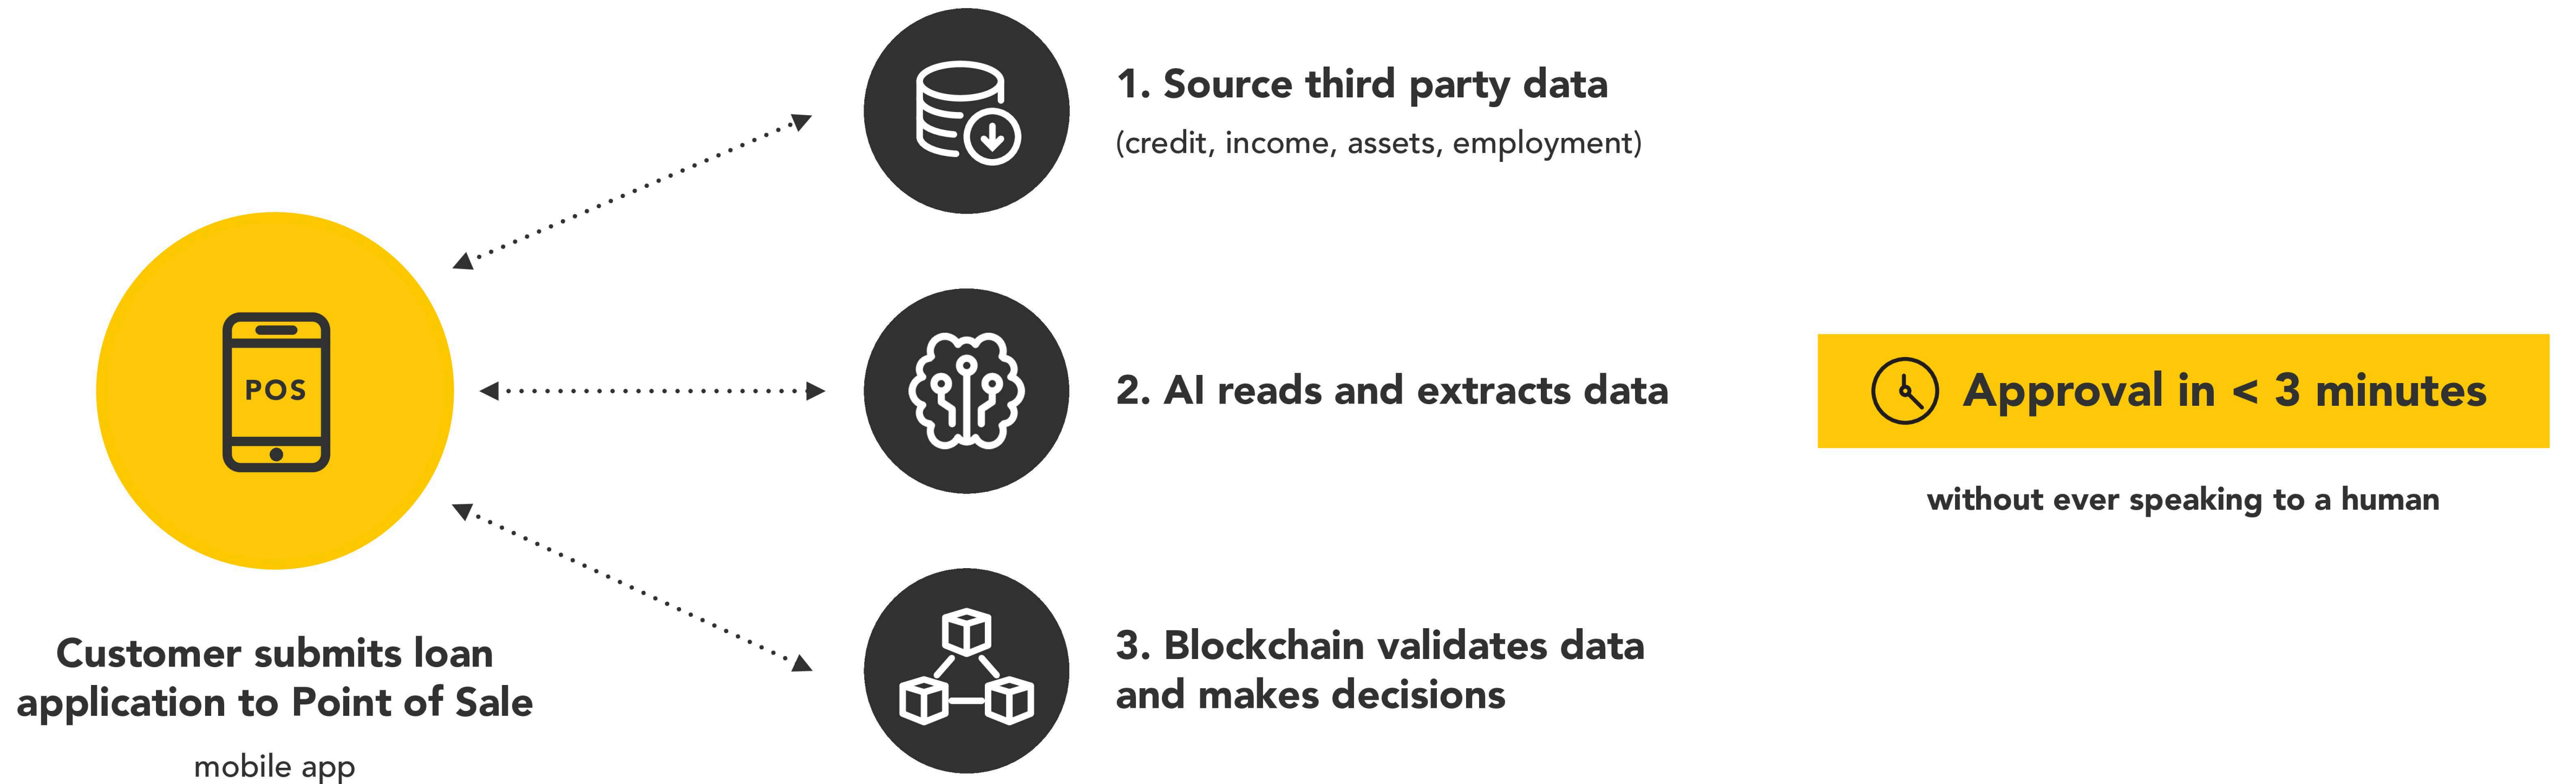 POS
Customer submits loan
application to Point of Sale
mobile app
1. Source third party data
(credit, income, assets, employment)
2. AI reads and extracts data
3. Blockchain validates data
and makes decisions
Approval in < 3 minutes
without ever speaking to a human